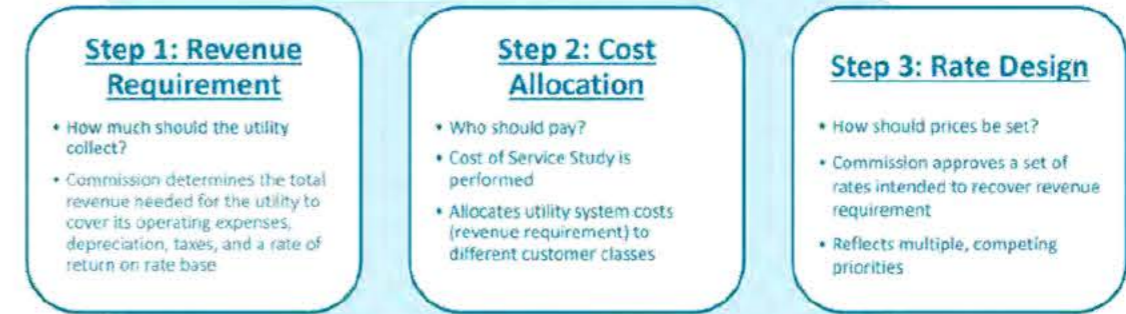 Step 1: Revenue
Requirement
• How much should the utility
collect?
• Commission determines the total
revenue needed for the utility to
cover its operating expenses,
depreciation, taxes, and a rate of
return on rate base
Step 2: Cost
Allocation
• Who should pay?
• Cost of Service Study is
performed
• Allocates utility system costs
(revenue requirement) to
different customer classes
Step 3: Rate Design
• How should prices be set?
• Commission approves a set of
rates intended to recover revenue
requirement
• Reflects multiple, competing
priorities